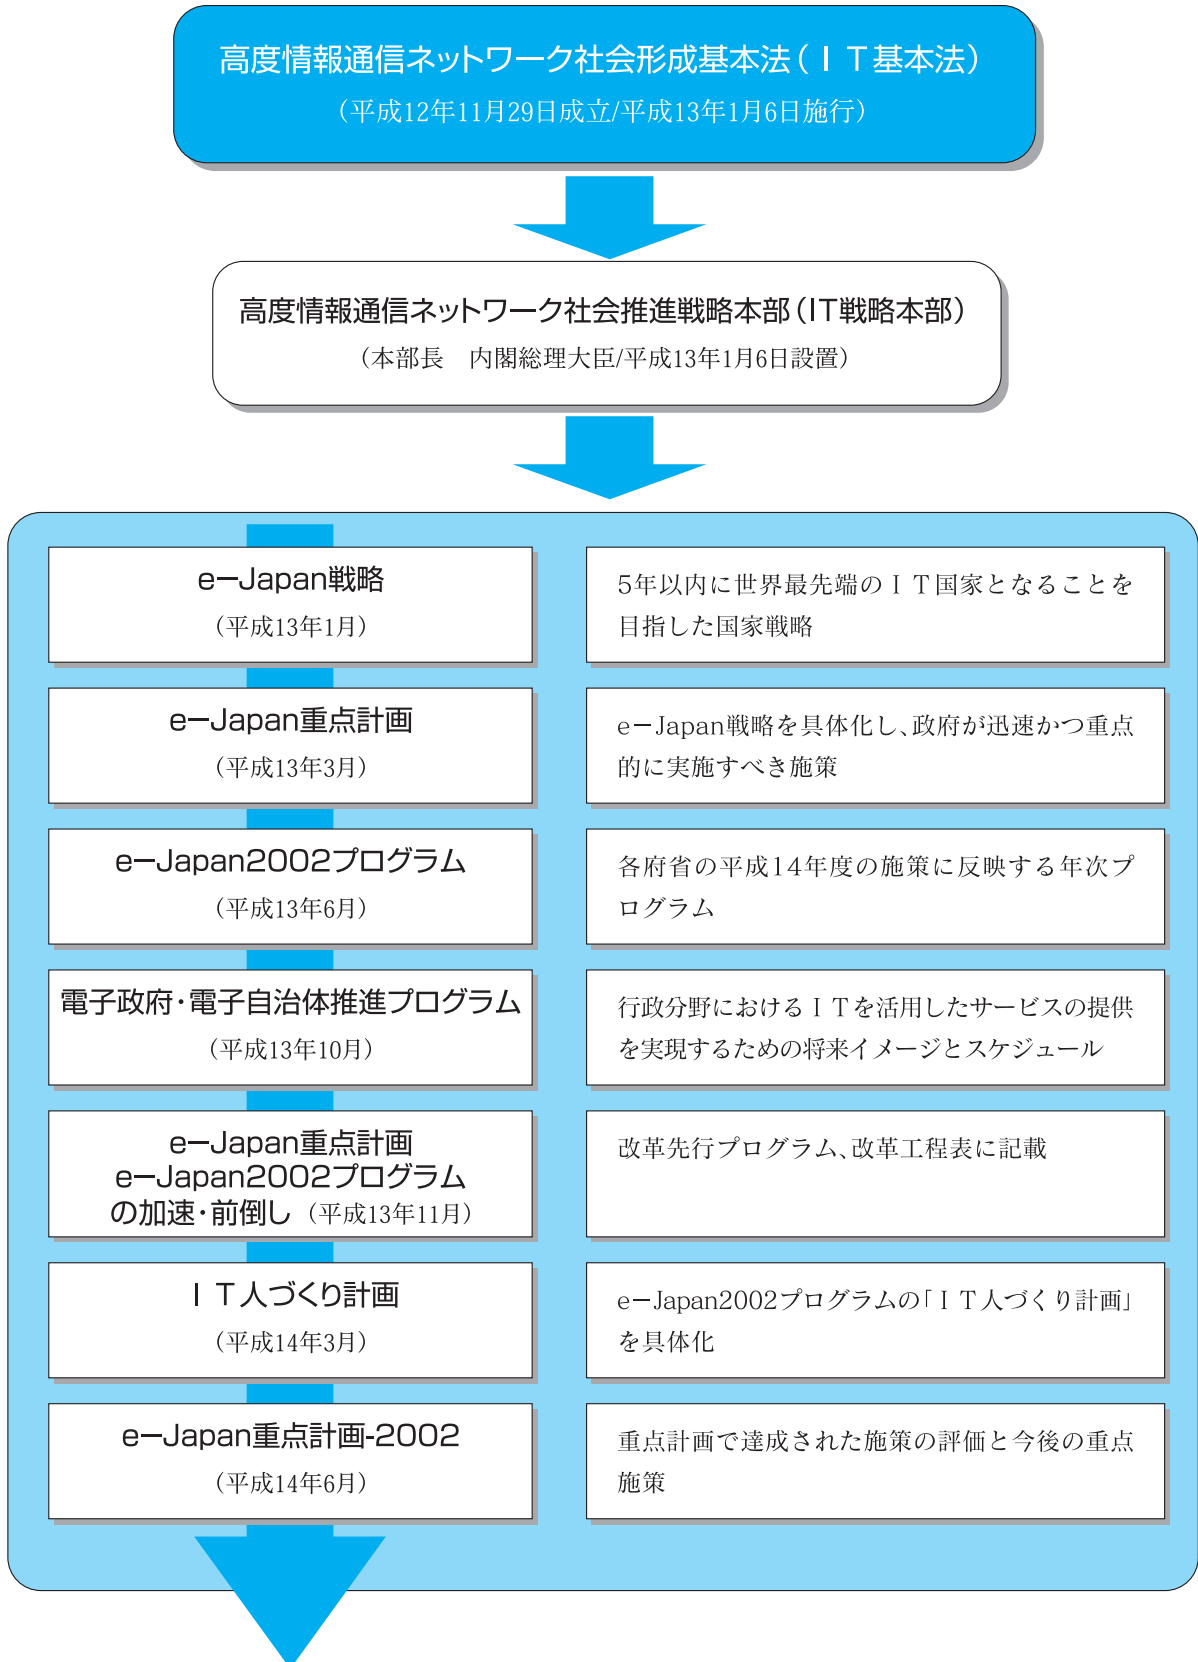 高度情報通信ネットワーク社会形成基本法(ＩＴ基本法)
（平成12年11月29日成立/平成13年1月6日施行）
高度情報通信ネットワーク社会推進戦略本部(IT戦略本部)
（本部長　内閣総理大臣/平成13年1月6日設置）
e－Japan戦略
（平成13年1月）
5年以内に世界最先端のＩＴ国家となることを
目指した国家戦略
e－Japan重点計画
（平成13年3月）
e－Japan戦略を具体化し、政府が迅速かつ重点
的に実施すべき施策
e－Japan2002プログラム
（平成13年6月）
各府省の平成14年度の施策に反映する年次プ
ログラム
電子政府・電子自治体推進プログラム
（平成13年10月）
行政分野におけるＩＴを活用したサービスの提供
を実現するための将来イメージとスケジュール
e－Japan重点計画
e－Japan2002プログラム
の加速・前倒し（平成13年11月）
改革先行プログラム、改革工程表に記載
ＩＴ人づくり計画
（平成14年3月）
e－Japan2002プログラムの「ＩＴ人づくり計画」
を具体化
e－Japan重点計画-2002
（平成14年6月）
重点計画で達成された施策の評価と今後の重点
施策